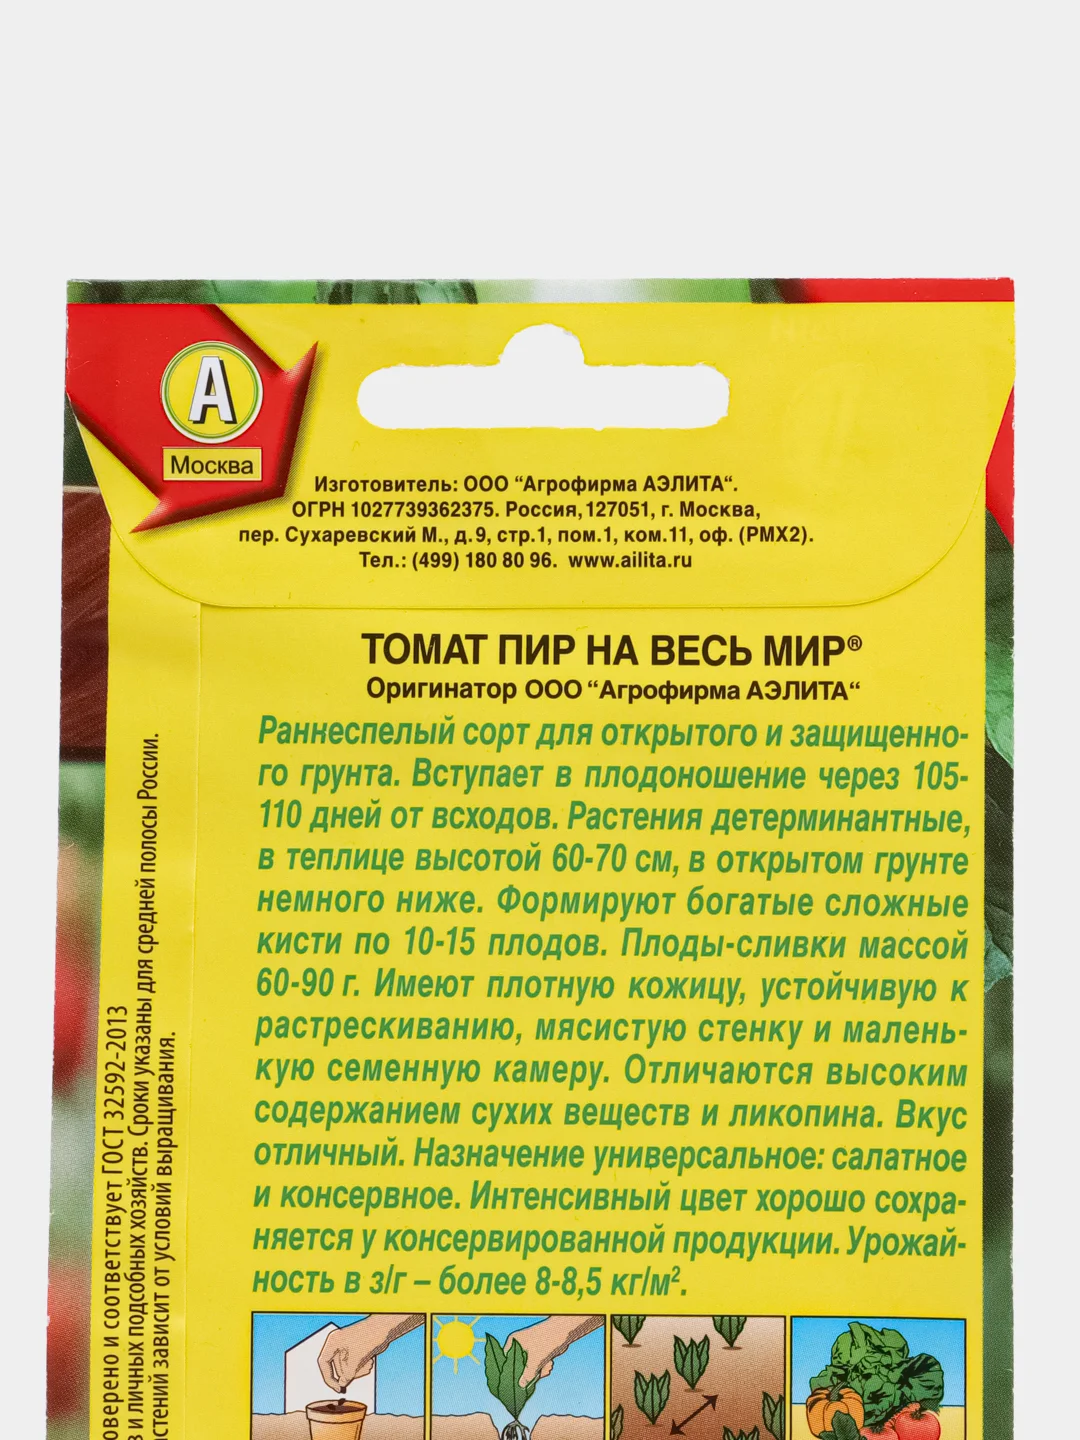 А
Москва
Изготовитель: ООО “Агрофирма АЭЛИТА“.
ОГРН 1027739362375. Россия, 127051, г. Москва,
пер. Сухаревский М., д.9, стр.1, пом.1, ком.11, оф. (РМХ2).
Тел.: (499) 180 80 96. www.ailita.ru
ТОМАТ ПИР НА ВЕСЬ МИР®
Оригинатор ООО “Агрофирма АЭЛИТА“
Раннеспелый сорт для открытого и защищенно-
го грунта. Вступает в плодоношение через 105-
110 дней от всходов. Растения детерминантные,
в теплице высотой 60-70 см, в открытом грунте
немного ниже. Формируют богатые сложные
кисти по 10-15 плодов. Плоды-сливки массой
60-90 г. Имеют плотную кожицу, устойчивую к
растрескиванию, мясистую стенку и малень-
кую семенную камеру. Отличаются высоким
содержанием сухих веществ и ликопина. Вкус
отличный. Назначение универсальное: салатное
и консервное. Интенсивный цвет хорошо сохра-
няется у консервированной продукции. Урожай-
ность в з/г – более 8-8,5 кг/м².
оверено и соответствует ГОСТ 32592-2013
в и личных подсобных хозяйств. Сроки указаны для средней полосы России.
астений зависит от условий выращивания.